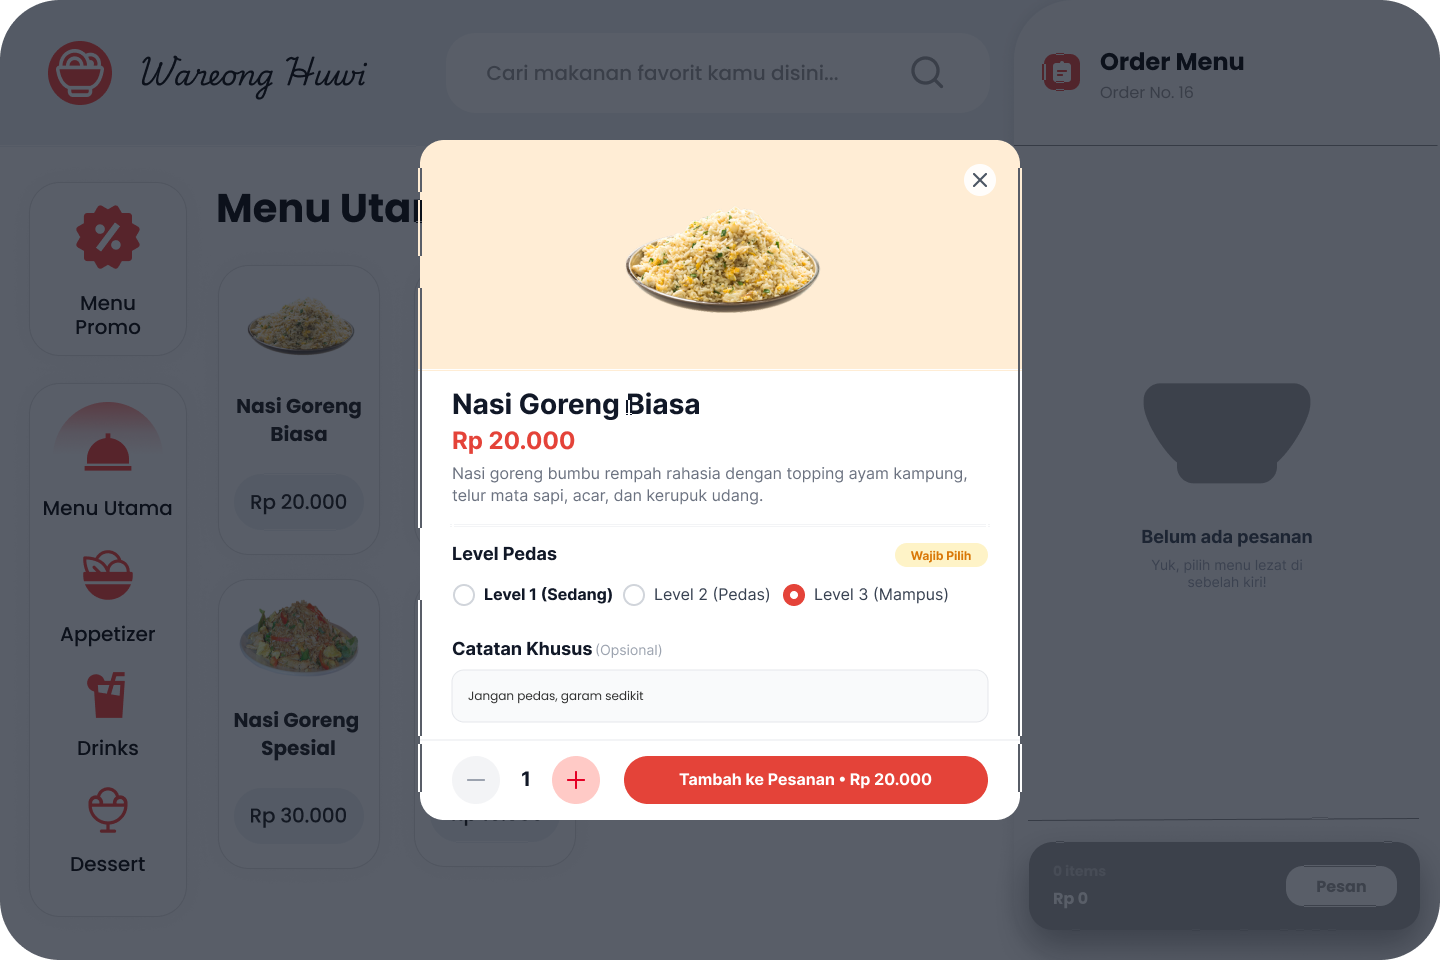 Wareong Huwi
Cari makanan favorit kamu disini...
Order Menu
Order No. 16
Menu
Promo
Menu Utama
Appetizer
Drinks
Dessert
Nasi Goreng
Biasa
Rp 20.000
Nasi Goreng
Spesial
Rp 30.000
Nasi Goreng Biasa
Rp 20.000
Nasi goreng bumbu rempah rahasia dengan topping ayam kampung,
telur mata sapi, acar, dan kerupuk udang.
Level Pedas
Wajib Pilih
Level 1 (Sedang) Level 2 (Pedas) Level 3 (Mampus)
Catatan Khusus (Opsional)
Jangan pedas, garam sedikit
1
Tambah ke Pesanan • Rp 20.000
Belum ada pesanan
Yuk, pilih menu lezat di
sebelah kiri!
0 items
Rp 0
Pesan